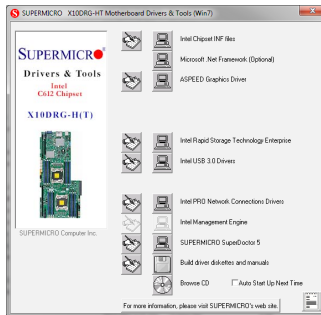 SUPERMICRO X10DRG-HT Motherboard Drivers & Tools (Win7)
SUPERMICRO
Drivers & Tools
Intel
C612 Chipset
X10DRG-H(T)
SUPERMICRO Computer Inc.
Intel Chipset INF files
Microsoft .Net Framework (Optional)
ASPEED Graphics Driver
Intel Rapid Storage Technology Enterprise
Intel USB 3.0 Drivers
Intel PRO Network Connections Drivers
Intel Management Engine
SUPERMICRO SuperDoctor 5
Build driver diskettes and manuals
Browse CD
Auto Start Up Next Time
For more information, please visit SUPERMICRO's web site.